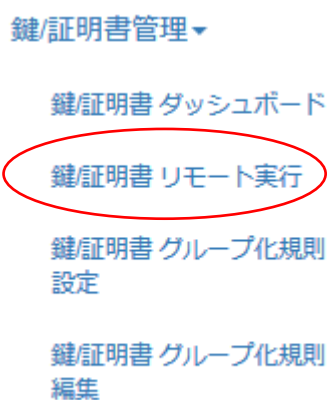 鍵/証明書管理▾
鍵/証明書 ダッシュボード
鍵/証明書 リモート実行
鍵/証明書 グループ化規則
設定
鍵/証明書 グループ化規則
編集